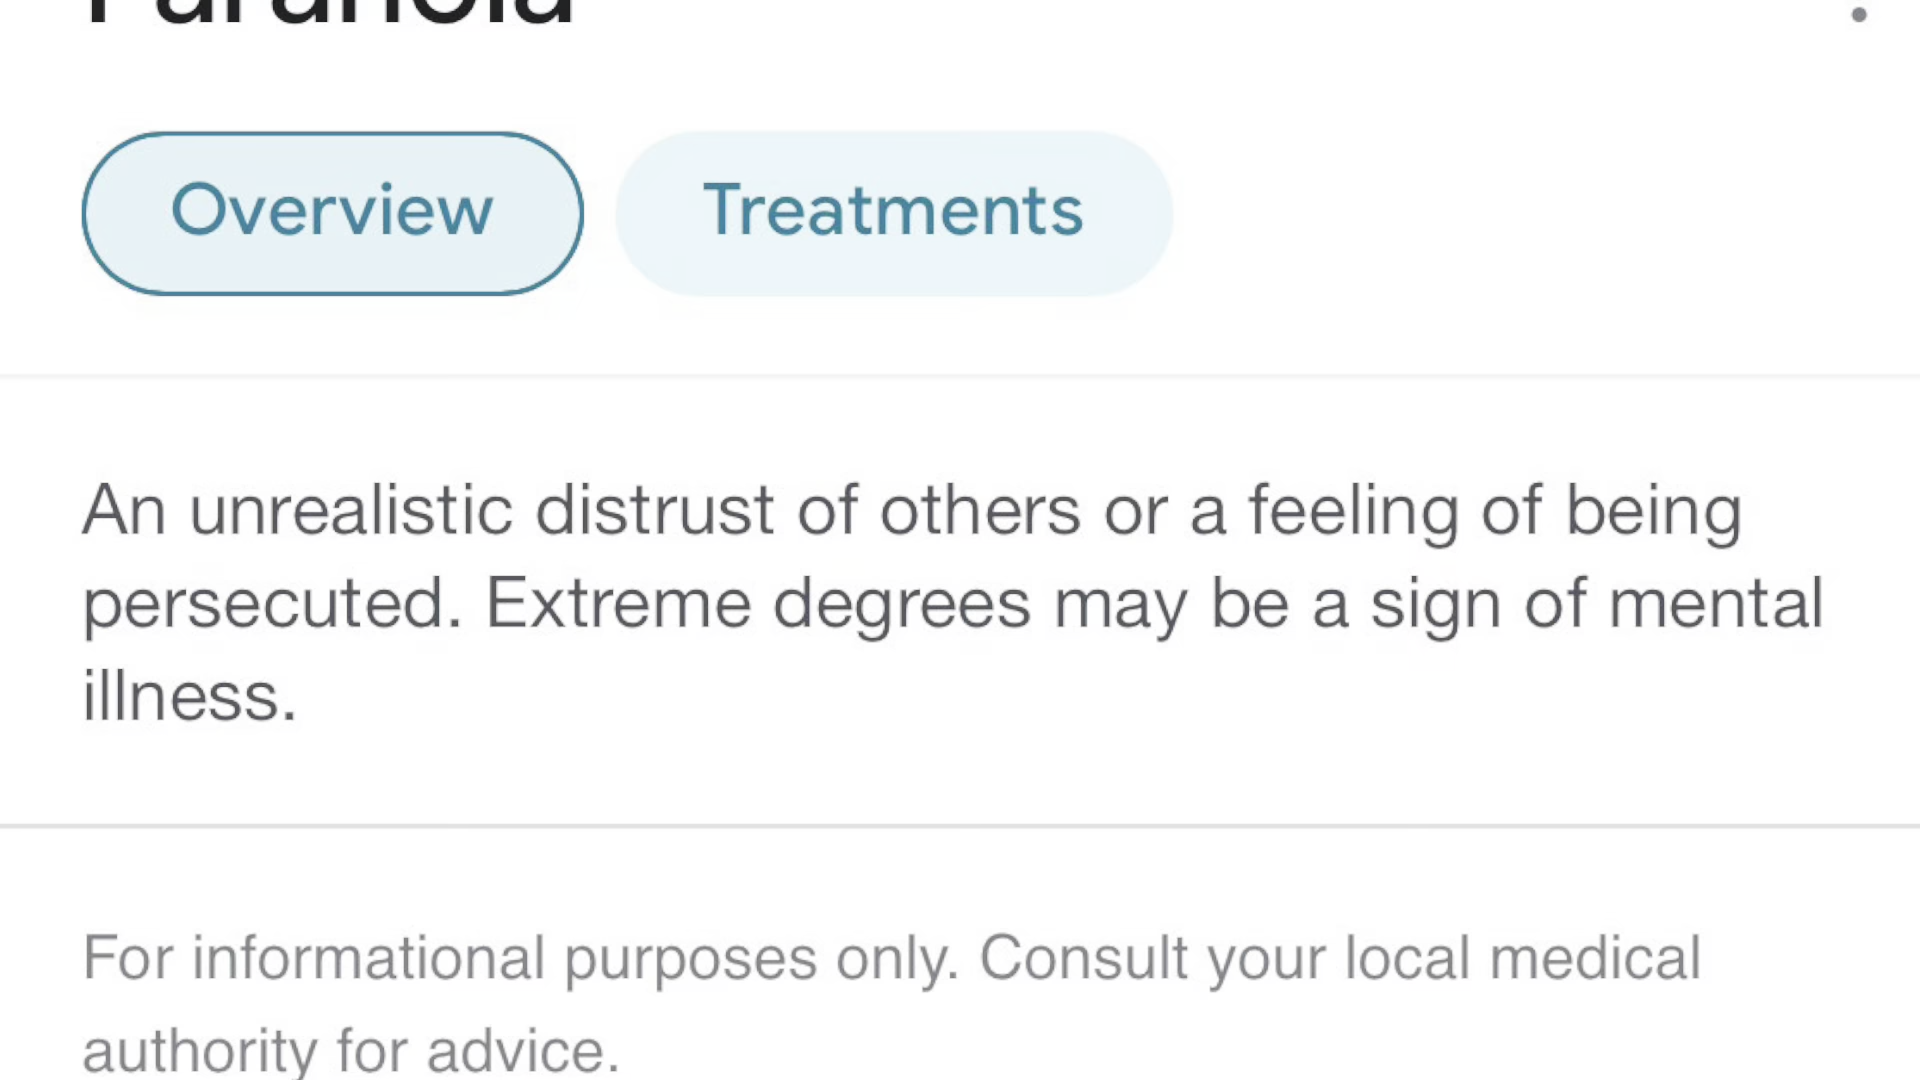 Paranoia
Overview
Treatments
An unrealistic distrust of others or a feeling of being
persecuted. Extreme degrees may be a sign of mental
illness.
For informational purposes only. Consult your local medical
authority for advice.